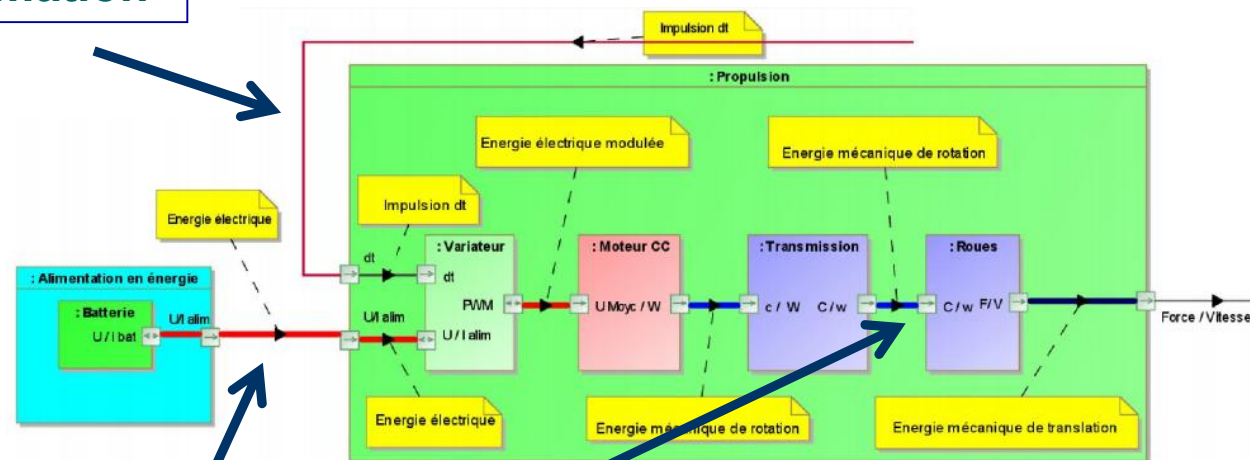 Impulsion dt
: Propulsion
Energie électrique modulée
Energie mécanique de rotation
Impulsion dt
Energie électrique
: Variateur
: Moteur CC
: Transmission
: Roues
dt
dt
: Alimentation en énergie
: Batterie
U / I bat
U/I alim
U/I alim
PWM
U / I alim
U Moyc / W
c / W
C / w
C / w
F/V
Force / Vitesse
Energie électrique
Energie mécanique de rotation
Energie mécanique de translation